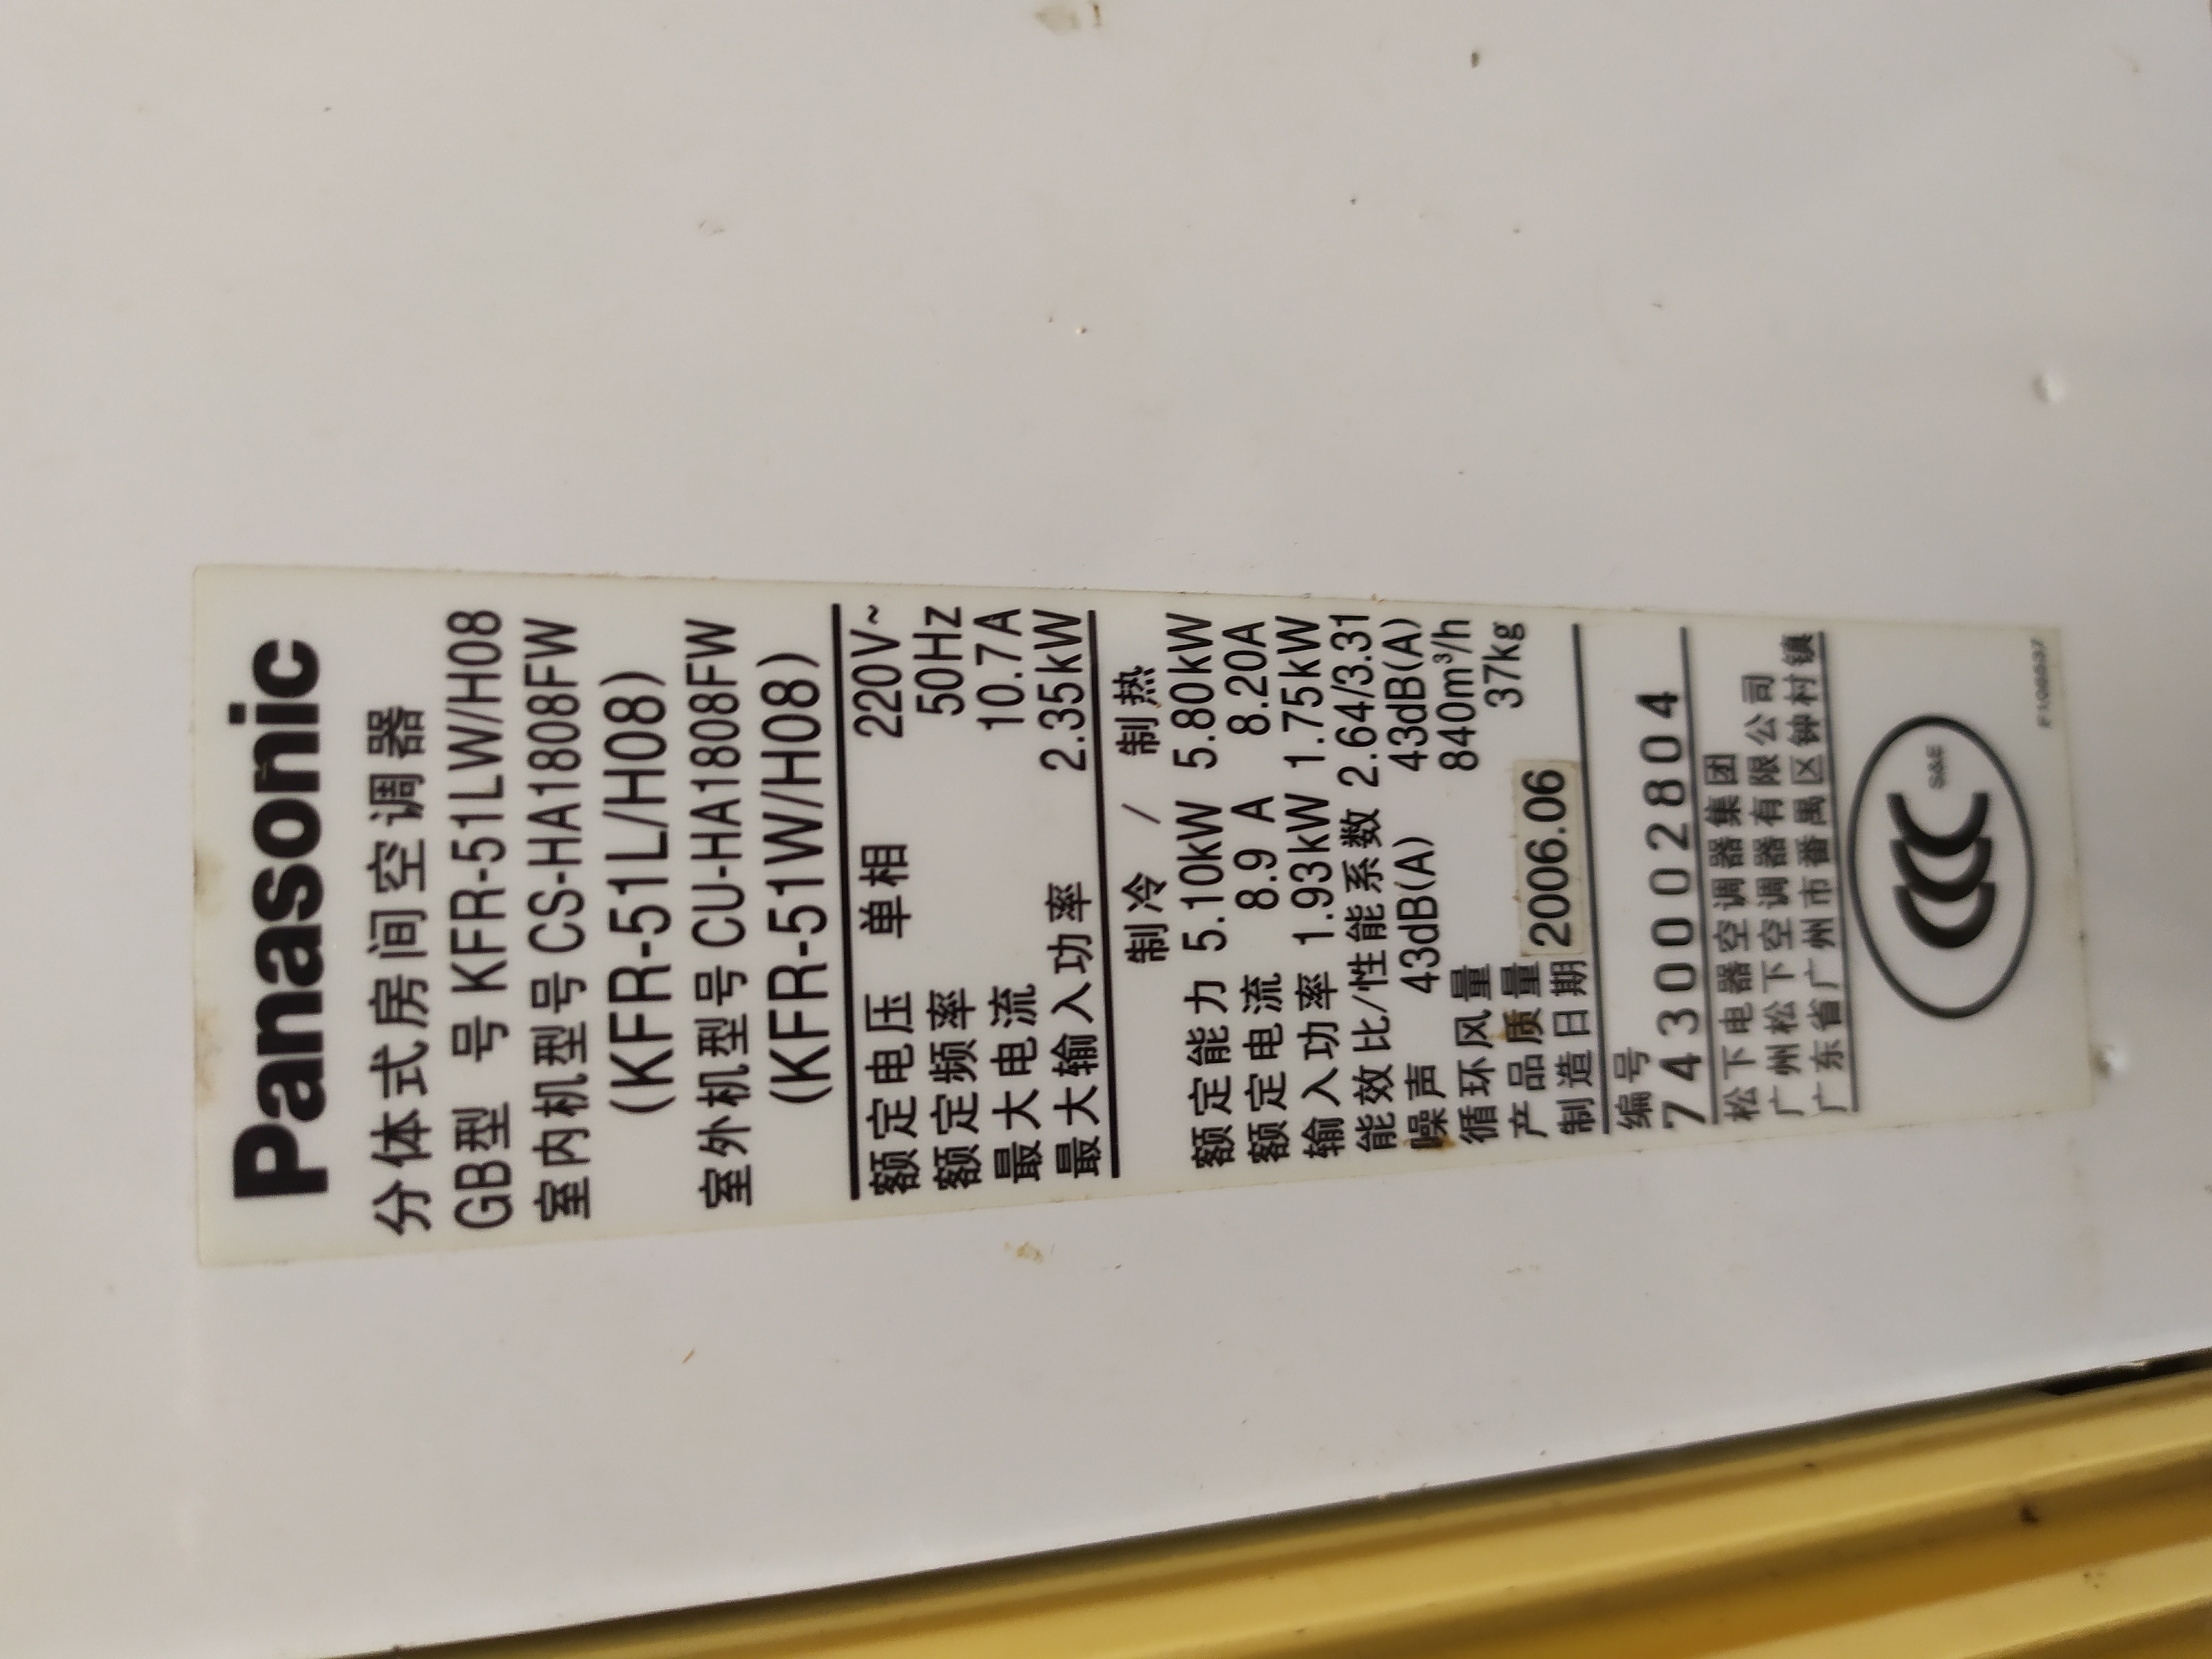 Panasonic
分体式房间空调器
GB型 号 KFR-51LW/H08
室内机型号 CS-HA1808FW
(KFR-51L/H08)
室外机型号 CU-HA1808FW
(KFR-51W/H08)
额定电压 单相 220V~
额定频率 50Hz
最大电流 10.7A
最大输入功率 2.35kW
制冷 / 制热
额定能力 5.10kW 5.80kW
额定电流 8.9 A 8.20A
输入功率 1.93kW 1.75kW
能效比/性能系数 2.64/3.31
噪声 43dB(A) 43dB(A)
循环风量 840m³/h
产品质量 37kg
制造日期 2006.06
编号
7430002804
松下电器空调器集团
广州松下空调器有限公司
广东省广州市番禺区钟村镇
CCC S&E